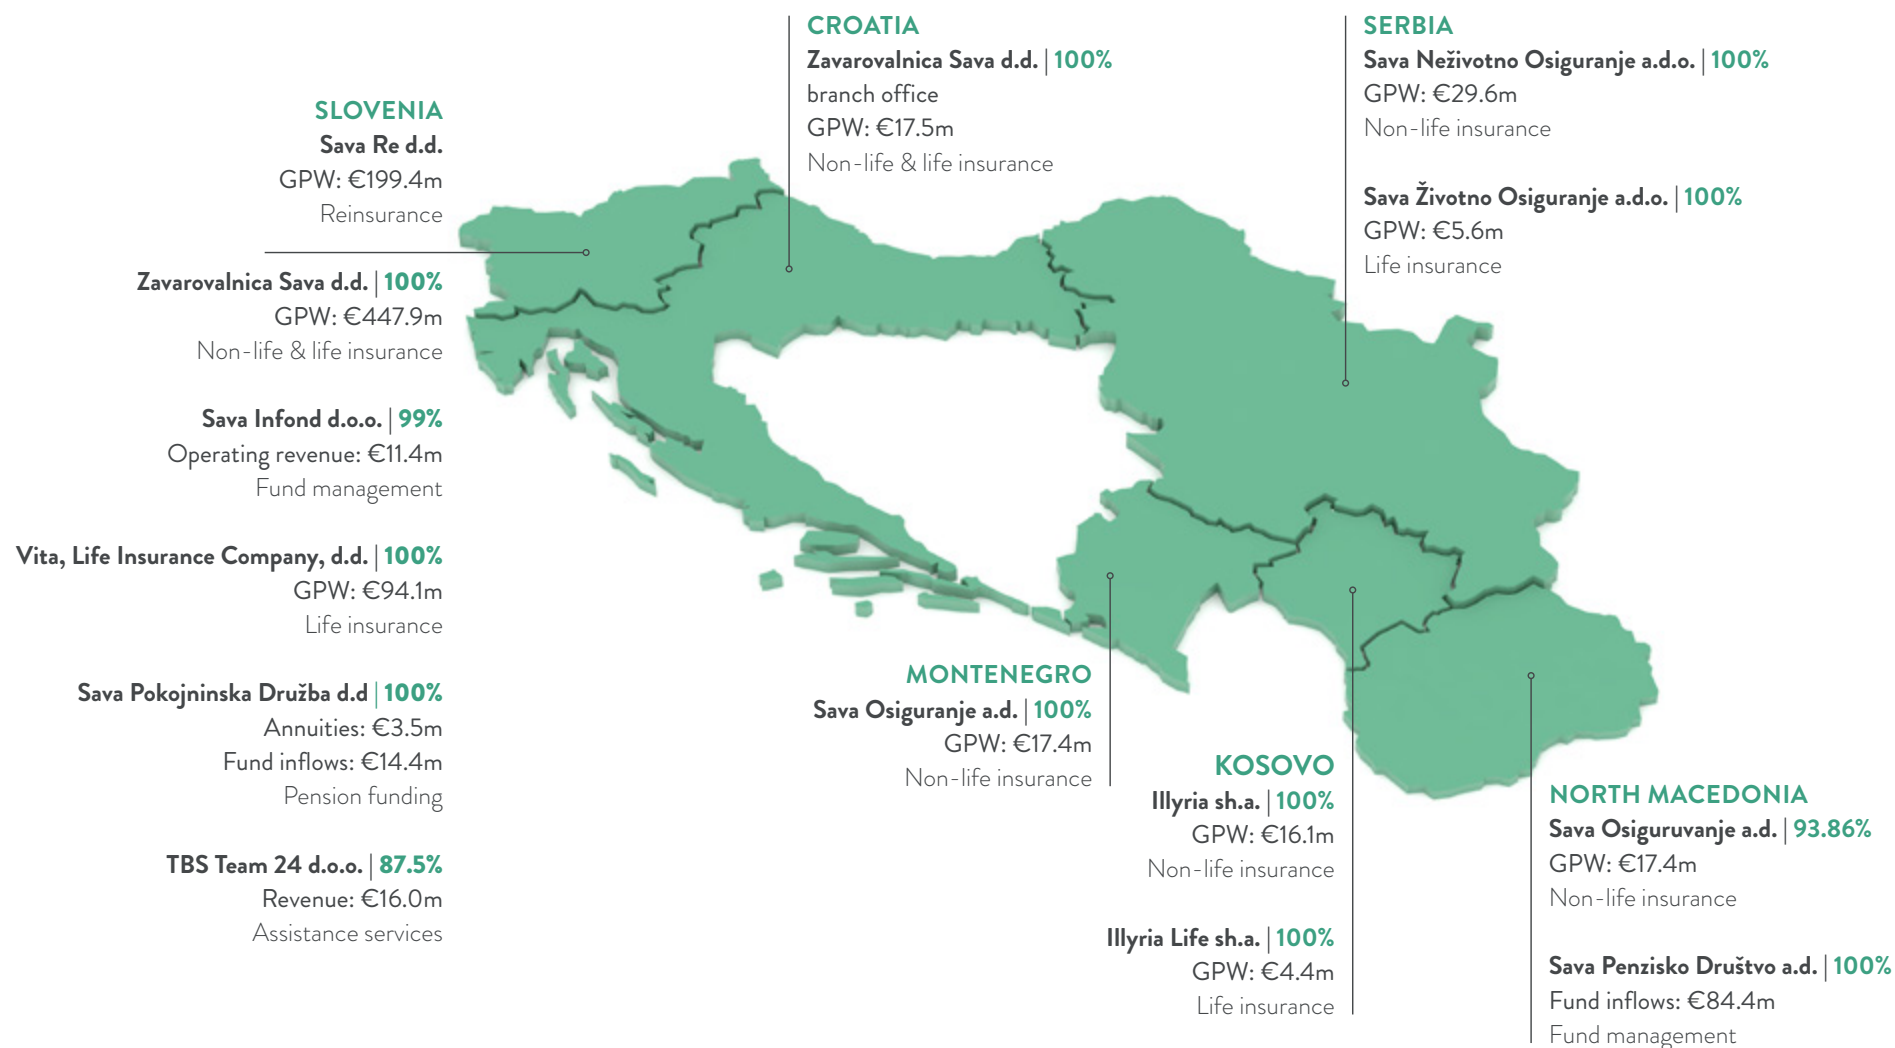 SLOVENIA
Sava Re d.d.
GPW: €199.4m
Reinsurance
Zavarovalnica Sava d.d. | 100%
GPW: €447.9m
Non-life & life insurance
Sava Infond d.o.o. | 99%
Operating revenue: €11.4m
Fund management
Vita, Life Insurance Company, d.d. | 100%
GPW: €94.1m
Life insurance
Sava Pokojninska Družba d.d | 100%
Annuities: €3.5m
Fund inflows: €14.4m
Pension funding
TBS Team 24 d.o.o. | 87.5%
Revenue: €16.0m
Assistance services
CROATIA
Zavarovalnica Sava d.d. | 100%
branch office
GPW: €17.5m
Non-life & life insurance
SERBIA
Sava Neživotno Osiguranje a.d.o. | 100%
GPW: €29.6m
Non-life insurance
Sava Životno Osiguranje a.d.o. | 100%
GPW: €5.6m
Life insurance
MONTENEGRO
Sava Osiguranje a.d. | 100%
GPW: €17.4m
Non-life insurance
KOSOVO
Illyria sh.a. | 100%
GPW: €16.1m
Non-life insurance
Illyria Life sh.a. | 100%
GPW: €4.4m
Life insurance
NORTH MACEDONIA
Sava Osiguruvanje a.d. | 93.86%
GPW: €17.4m
Non-life insurance
Sava Penzisko Društvo a.d. | 100%
Fund inflows: €84.4m
Fund management